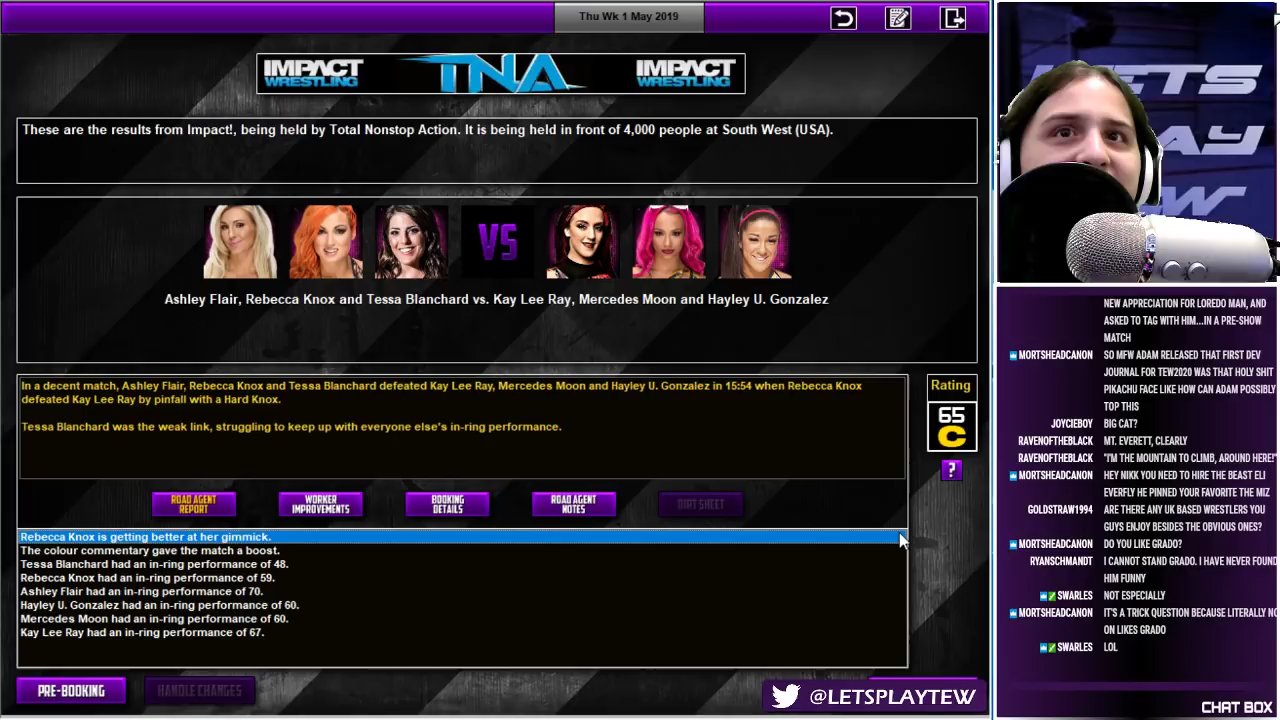 Thu Wk 1 May 2019
IMPACT WRESTLING TNA IMPACT WRESTLING
These are the results from Impact!, being held by Total Nonstop Action. It is being held in front of 4,000 people at South West (USA).
VS
Ashley Flair, Rebecca Knox and Tessa Blanchard vs. Kay Lee Ray, Mercedes Moon and Hayley U. Gonzalez
In a decent match, Ashley Flair, Rebecca Knox and Tessa Blanchard defeated Kay Lee Ray, Mercedes Moon and Hayley U. Gonzalez in 15:54 when Rebecca Knox
defeated Kay Lee Ray by pinfall with a Hard Knox.
Tessa Blanchard was the weak link, struggling to keep up with everyone else's in-ring performance.
Rating
65
C
?
ROAD AGENT REPORT
WORKER IMPROVEMENTS
BOOKING DETAILS
ROAD AGENT NOTES
DIRT SHEET
Rebecca Knox is getting better at her gimmick.
The colour commentary gave the match a boost.
Tessa Blanchard had an in-ring performance of 48.
Rebecca Knox had an in-ring performance of 59.
Ashley Flair had an in-ring performance of 70.
Hayley U. Gonzalez had an in-ring performance of 60.
Mercedes Moon had an in-ring performance of 60.
Kay Lee Ray had an in-ring performance of 67.
PRE-BOOKING
HANDLE CHANGES
@LETSPLAYTEW
LETS
NEW APPRECIATION FOR LOREDO MAN, AND
ASKED TO TAG WITH HIM...IN A PRE-SHOW
MATCH
MORTSHEADCANON SO MFW ADAM RELEASED THAT FIRST DEV
JOURNAL FOR TEW2020 WAS THAT HOLY SHIT
PIKACHU FACE LIKE HOW CAN ADAM POSSIBLY
TOP THIS
JOYCIEBOY BIG CAT?
RAVENOFTHEBLACK MT. EVERETT, CLEARLY
RAVENOFTHEBLACK "I'M THE MOUNTAIN TO CLIMB, AROUND HERE!"
MORTSHEADCANON HEY NIKK YOU NEED TO HIRE THE BEAST ELI
EVERFLY HE PINNED YOUR FAVORITE THE MIZ
GOLDSTRAW1994 ARE THERE ANY UK BASED WRESTLERS YOU
GUYS ENJOY BESIDES THE OBVIOUS ONES?
MORTSHEADCANON DO YOU LIKE GRADO?
RYANSCHMANDT I CANNOT STAND GRADO. I HAVE NEVER FOUND
HIM FUNNY
SWARLES NOT ESPECIALLY
MORTSHEADCANON IT'S A TRICK QUESTION BECAUSE LITERALLY NO
ON LIKES GRADO
SWARLES LOL
CHAT BOX